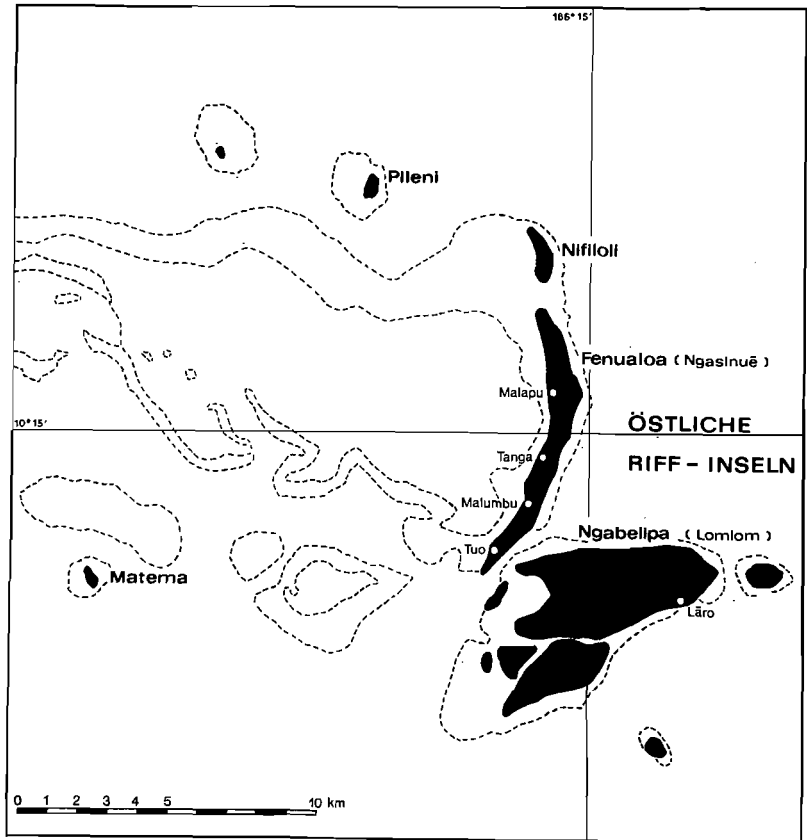 186°15'
Pileni
Nifiloli
Fenualoa (Ngasinuē)
Malapu
10°15'
ÖSTLICHE
Tanga
RIFF-INSELN
Malumbu
Ngabelipa (Lomlom)
Tuo
Matema
Lāro
0 1 2 3 4 5 10 km